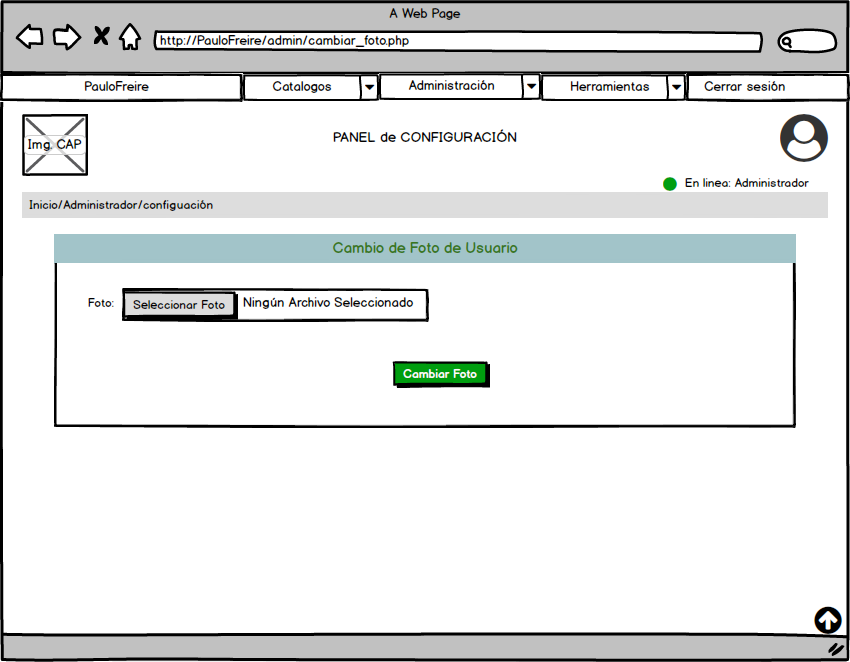 A Web Page
http://PauloFreire/admin/cambiar_foto.php
PauloFreire Catalogos Administración Herramientas Cerrar sesión
Img. CAP
PANEL de CONFIGURACIÓN
En linea: Administrador
Inicio/Administrador/configuación
Cambio de Foto de Usuario
Foto: Seleccionar Foto Ningún Archivo Seleccionado
Cambiar Foto